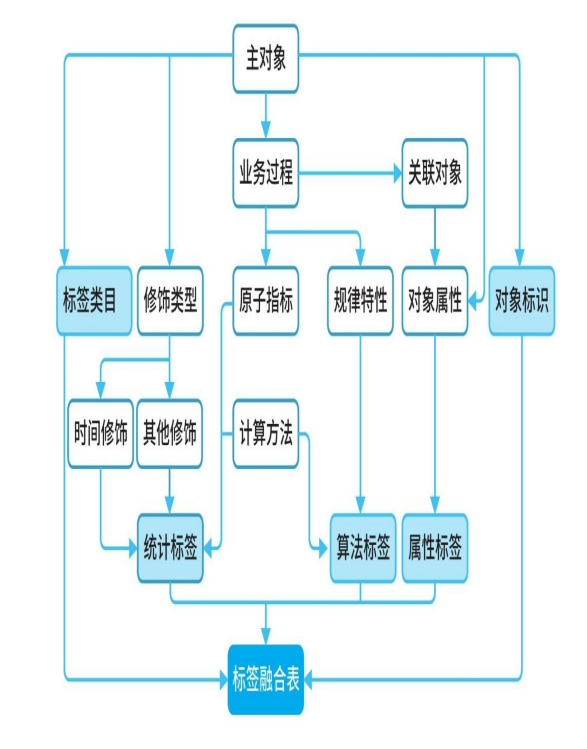 主对象
业务过程
关联对象
标签类目
修饰类型
原子指标
规律特性
对象属性
对象标识
时间修饰
其他修饰
计算方法
统计标签
算法标签
属性标签
标签融合表